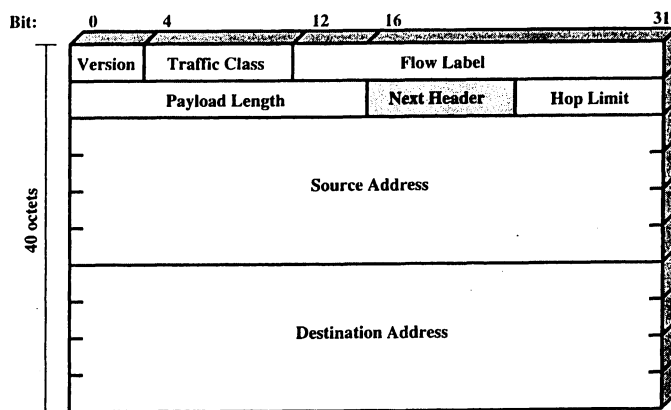 Bit: 0 4 12 16 31
Version Traffic Class Flow Label
Payload Length Next Header Hop Limit
Source Address
40 octets
Destination Address